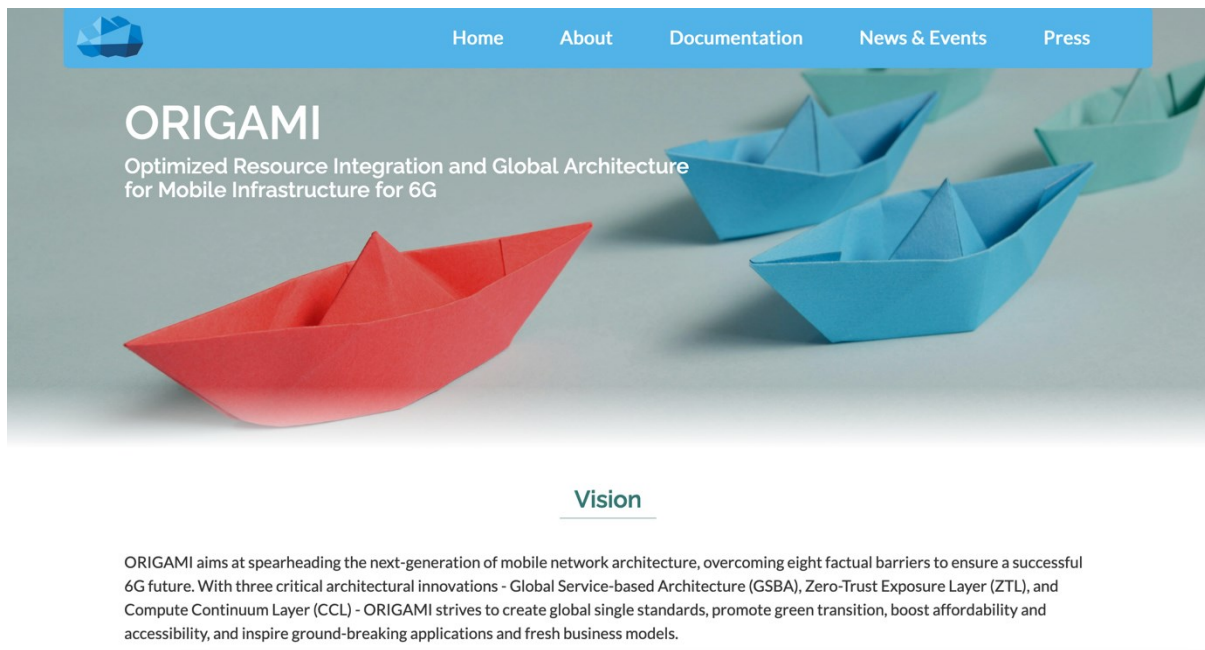 Home About Documentation News & Events Press
ORIGAMI
Optimized Resource Integration and Global Architecture
for Mobile Infrastructure for 6G
Vision
ORIGAMI aims at spearheading the next-generation of mobile network architecture, overcoming eight factual barriers to ensure a successful
6G future. With three critical architectural innovations - Global Service-based Architecture (GSBA), Zero-Trust Exposure Layer (ZTL), and
Compute Continuum Layer (CCL) - ORIGAMI strives to create global single standards, promote green transition, boost affordability and
accessibility, and inspire ground-breaking applications and fresh business models.